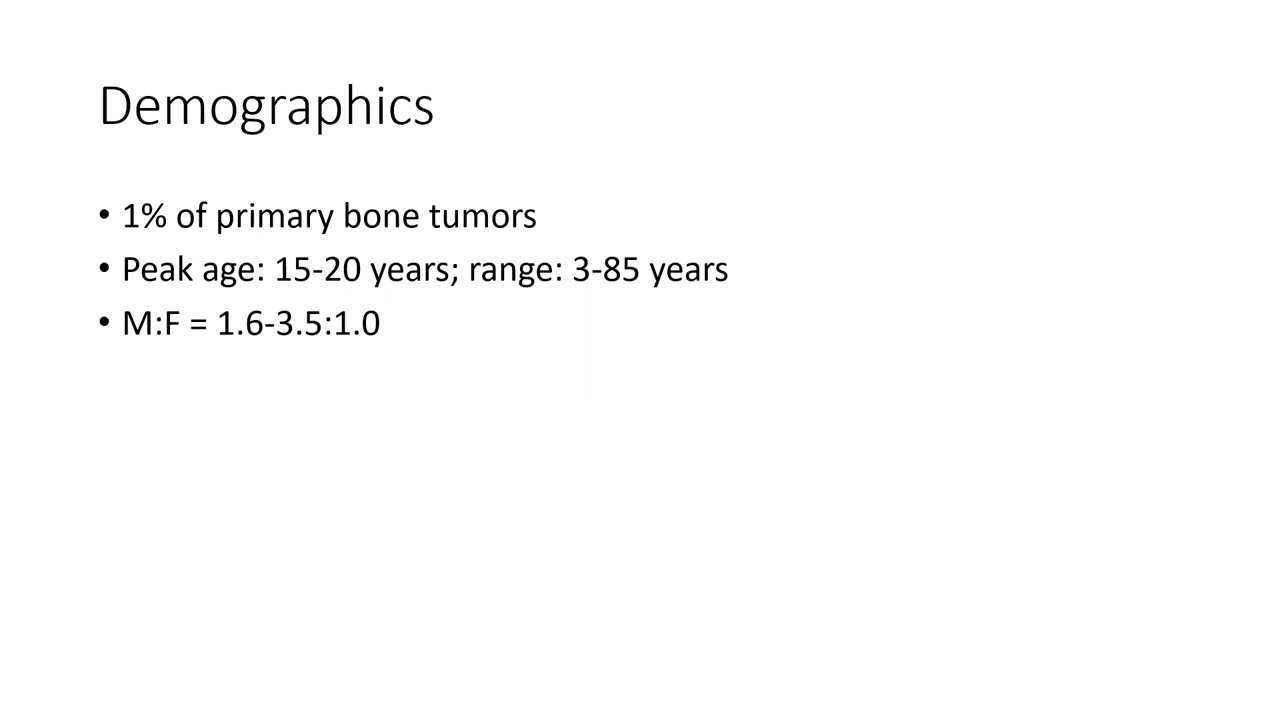 Demographics
• 1% of primary bone tumors
• Peak age: 15-20 years; range: 3-85 years
• M:F = 1.6-3.5:1.0